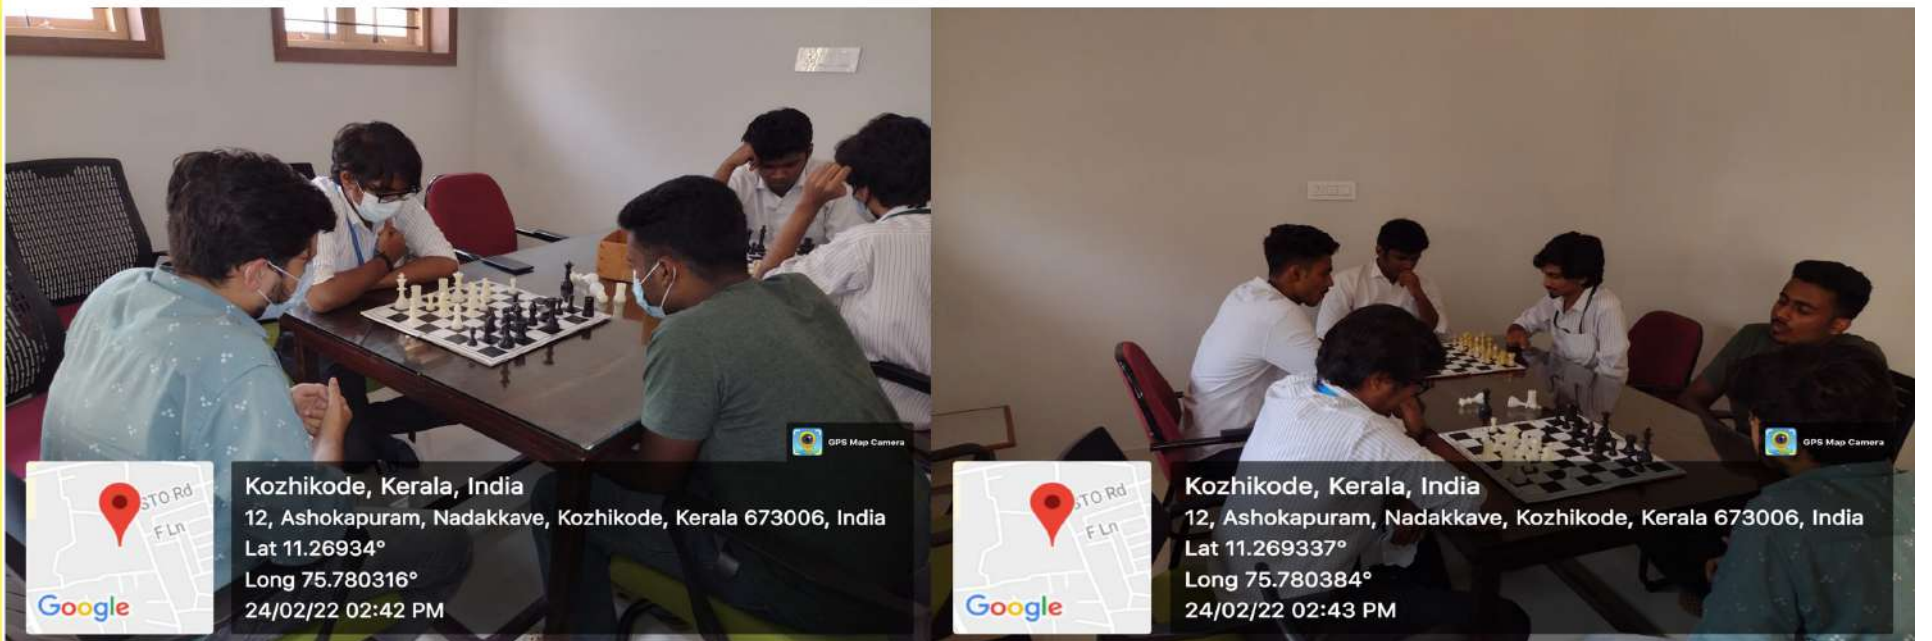 STO Rd
F Ln
Google
GPS Map Camera
Kozhikode, Kerala, India
12, Ashokapuram, Nadakkave, Kozhikode, Kerala 673006, India
Lat 11.26934°
Long 75.780316°
24/02/22 02:42 PM
STO Rd
F Ln
Google
GPS Map Camera
Kozhikode, Kerala, India
12, Ashokapuram, Nadakkave, Kozhikode, Kerala 673006, India
Lat 11.269337°
Long 75.780384°
24/02/22 02:43 PM